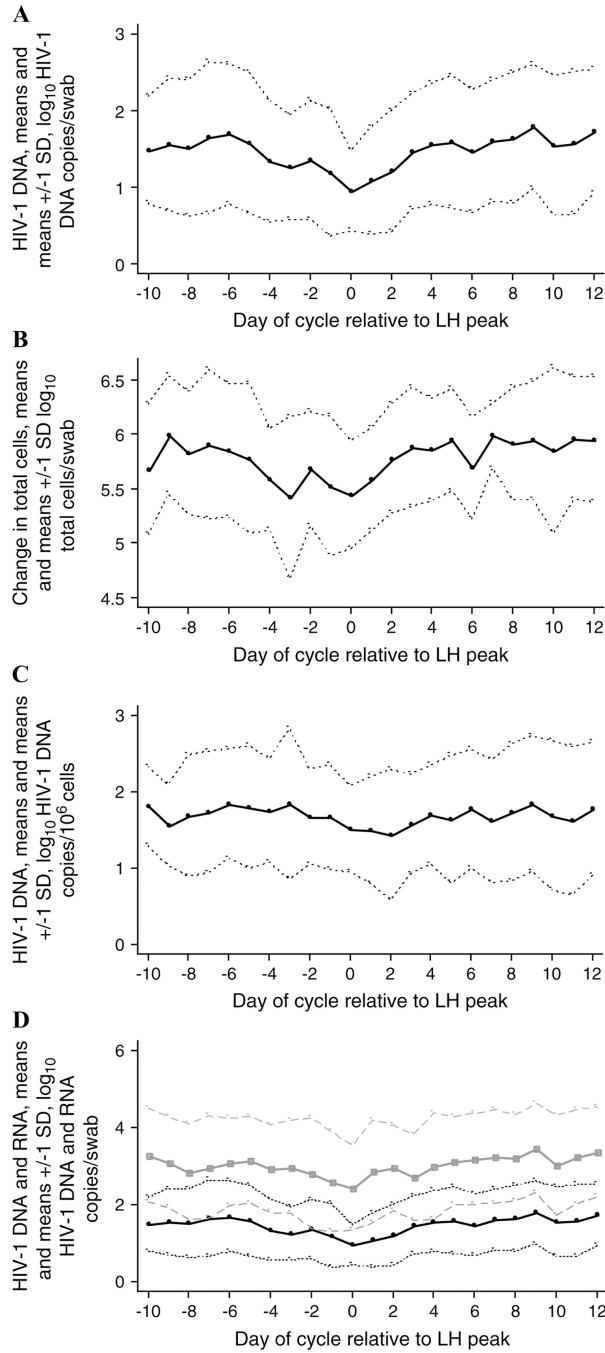 A
HIV-1 DNA, means and
means +/-1 SD, log10 HIV-1
DNA copies/swab
3
2
1
0
-10 -8 -6 -4 -2 0 2 4 6 8 10 12
Day of cycle relative to LH peak
B
Change in total cells, means
and means +/-1 SD log10
total cells/swab
6.5
6
5.5
5
4.5
-10 -8 -6 -4 -2 0 2 4 6 8 10 12
Day of cycle relative to LH peak
C
HIV-1 DNA, means and means
+/-1 SD, log10 HIV-1 DNA
copies/10^6 cells
3
2
1
0
-10 -8 -6 -4 -2 0 2 4 6 8 10 12
Day of cycle relative to LH peak
D
HIV-1 DNA and RNA, means
and means +/-1 SD, log10
HIV-1 DNA and RNA
copies/swab
6
4
2
0
-10 -8 -6 -4 -2 0 2 4 6 8 10 12
Day of cycle relative to LH peak